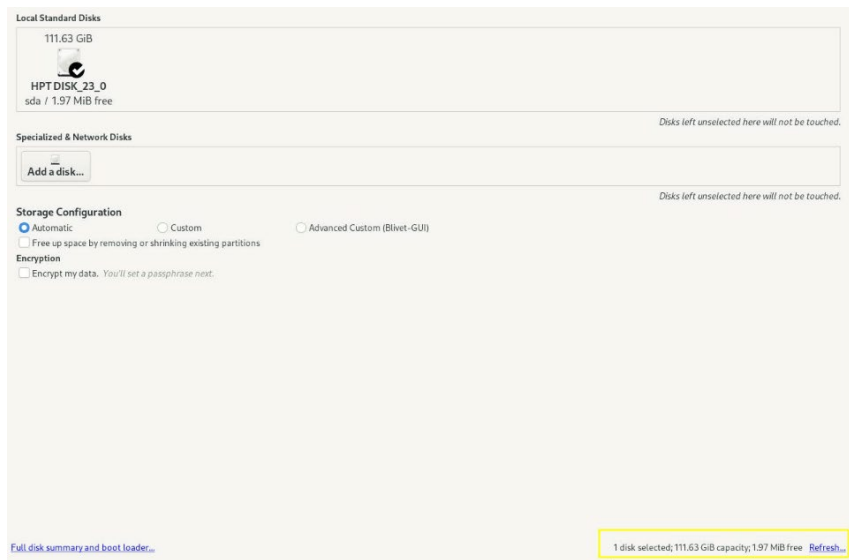 Local Standard Disks
111.63 GiB
HPT DISK_23_0
sda / 1.97 MiB free
Disks left unselected here will not be touched.
Specialized & Network Disks
Add a disk...
Disks left unselected here will not be touched.
Storage Configuration
Automatic Custom Advanced Custom (Blivet-GUI)
Free up space by removing or shrinking existing partitions
Encryption
Encrypt my data. You'll set a passphrase next.
Full disk summary and boot loader... 1 disk selected; 111.63 GiB capacity; 1.97 MiB free Refresh...